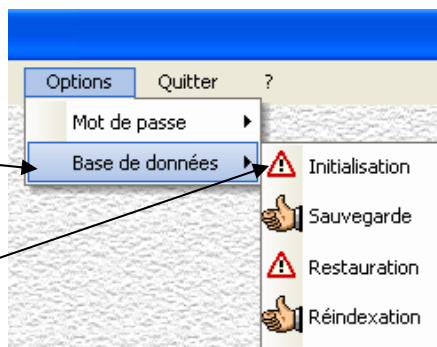 Options Quitter ?
Mot de passe
Base de données
Initialisation
Sauvegarde
Restauration
Réindexation